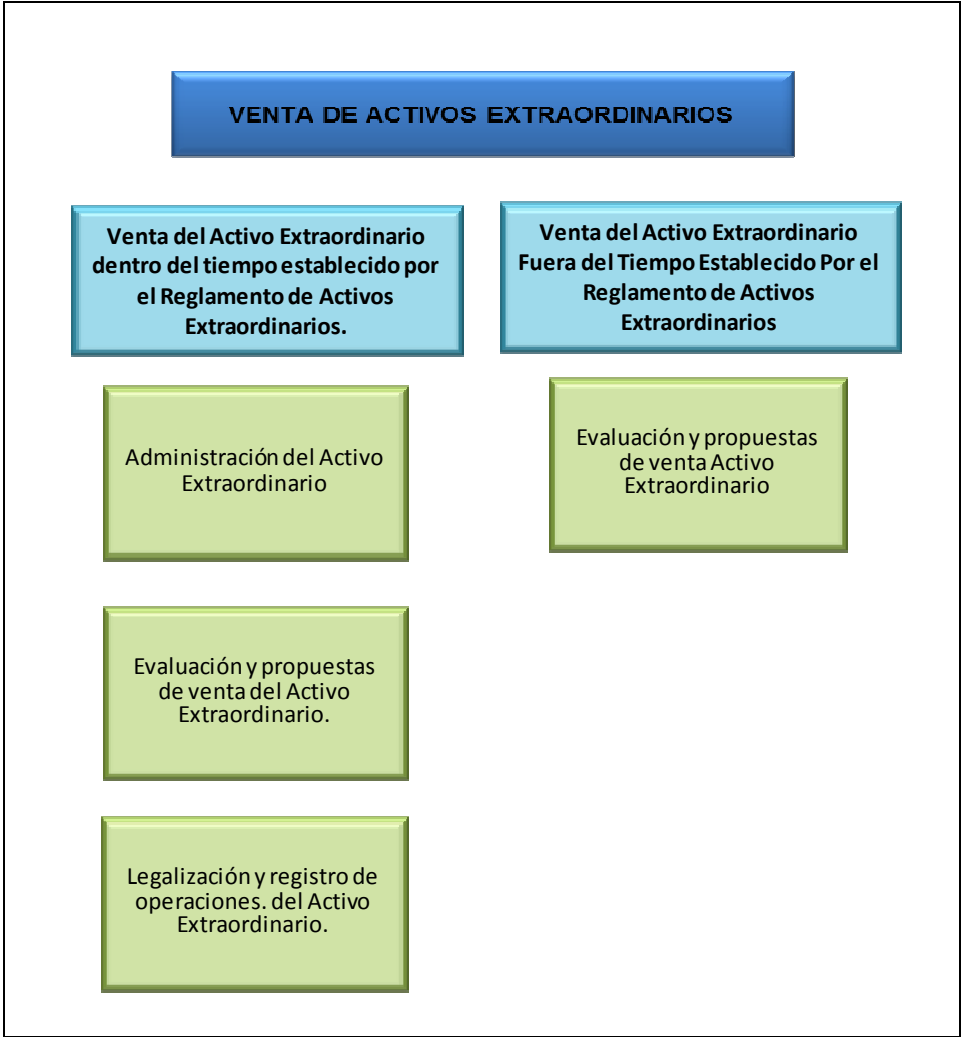 VENTA DE ACTIVOS EXTRAORDINARIOS
Venta del Activo Extraordinario
dentro del tiempo establecido por
el Reglamento de Activos
Extraordinarios.
Venta del Activo Extraordinario
Fuera del Tiempo Establecido Por el
Reglamento de Activos
Extraordinarios
Administración del Activo
Extraordinario
Evaluación y propuestas
de venta Activo
Extraordinario
Evaluación y propuestas
de venta del Activo
Extraordinario.
Legalización y registro de
operaciones. del Activo
Extraordinario.